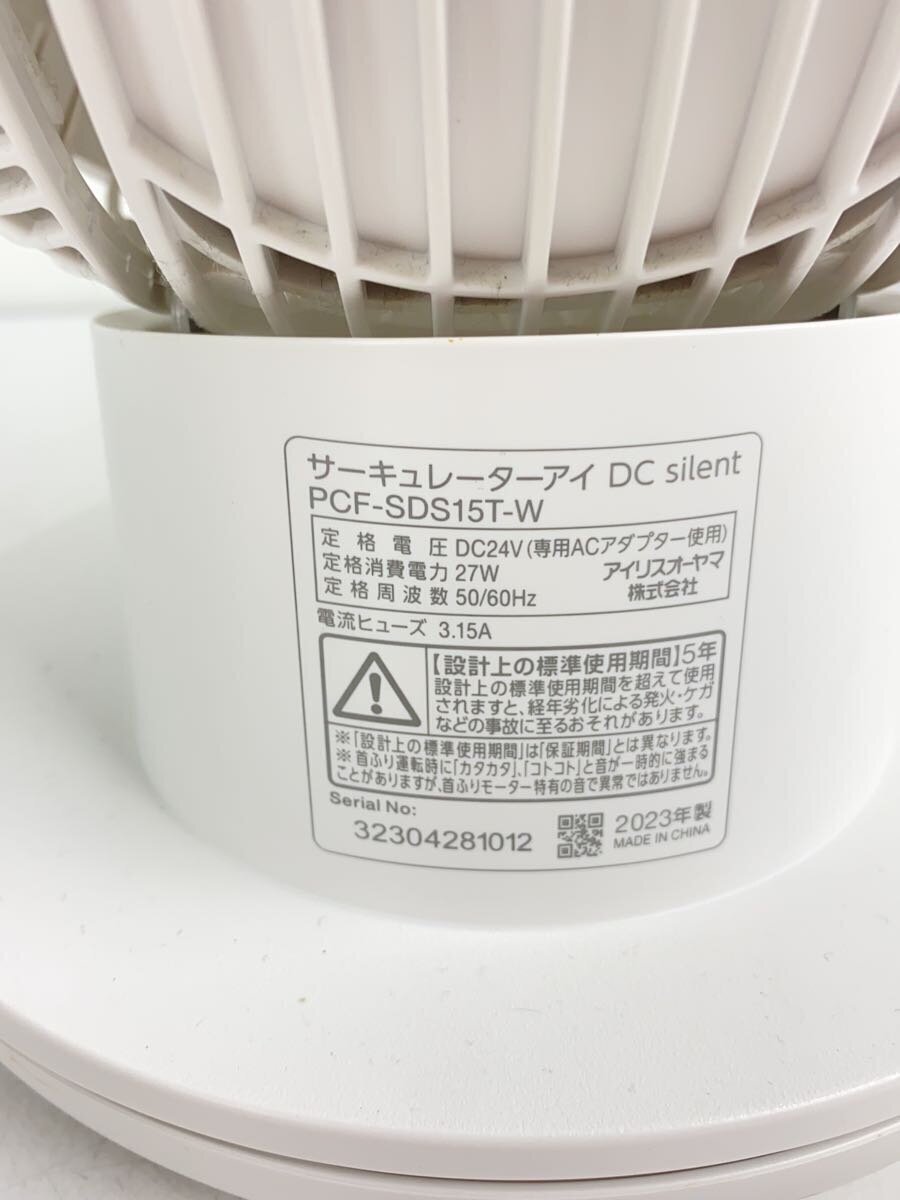 サーキュレーターアイ DC silent
PCF-SDS15T-W
定格電圧 DC24V(専用ACアダプター使用)
定格消費電力 27W アイリスオーヤマ
定格周波数 50/60Hz 株式会社
電流ヒューズ 3.15A
【設計上の標準使用期間】5年
設計上の標準使用期間を超えて使用
されますと、経年劣化による発火・ケガ
などの事故に至るおそれがあります。
※「設計上の標準使用期間」は「保証期間」とは異なります。
※首ふり運転時に「カタカタ」、「コトコト」と音が一時的に強まる
ことがありますが、首ふりモーター特有の音で異常ではありません。
Serial No:
32304281012 2023年製
MADE IN CHINA